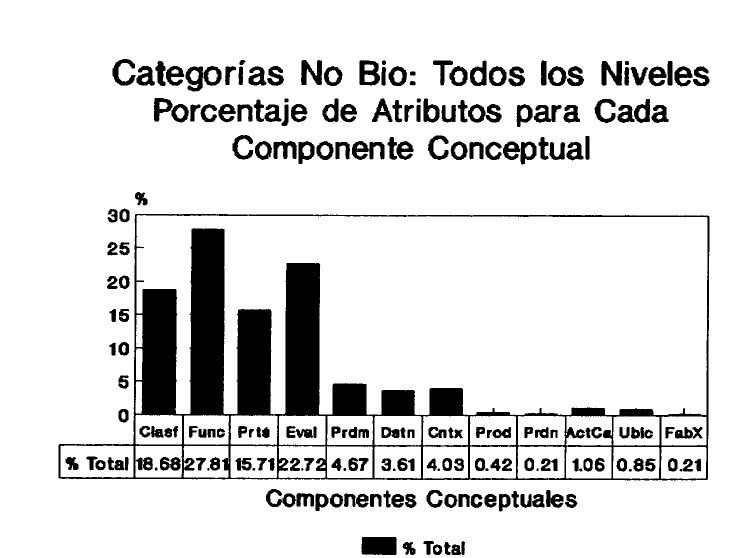 Categorías No Bio: Todos los Niveles
Porcentaje de Atributos para Cada
Componente Conceptual
%
30
25
20
15
10
5
0
Clasf Func Prts Eval Prdm Dstn Cntx Prod Prdn ActCa Ubic FabX
% Total 18.68 27.81 15.71 22.72 4.67 3.61 4.03 0.42 0.21 1.06 0.85 0.21
Componentes Conceptuales
% Total